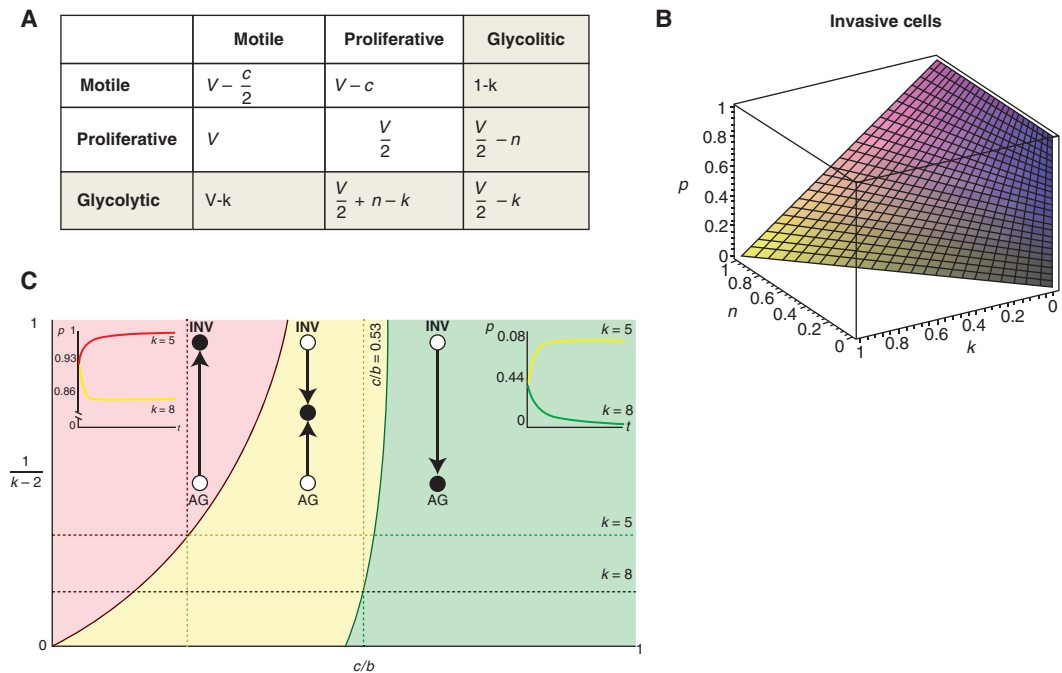 A
Motile Proliferative Glycolitic
Motile V – c/2 V – c 1-k
Proliferative V V/2 V/2 – n
Glycolytic V-k V/2 + n – k V/2 – k
B
Invasive cells
p
1
0.8
0.6
0.4
0.2
0
n
1
0.8
0.6
0.4
0.2
0
k
1
0.8
0.6
0.4
0.2
0
C
1
1/(k – 2)
0
c/b
1
p 1
0.93
0.86
0
k = 5
k = 8
t
INV
AG
INV
AG
c/b = 0.53
INV
AG
p
0.08
0.44
0
k = 5
k = 8
t
k = 5
k = 8